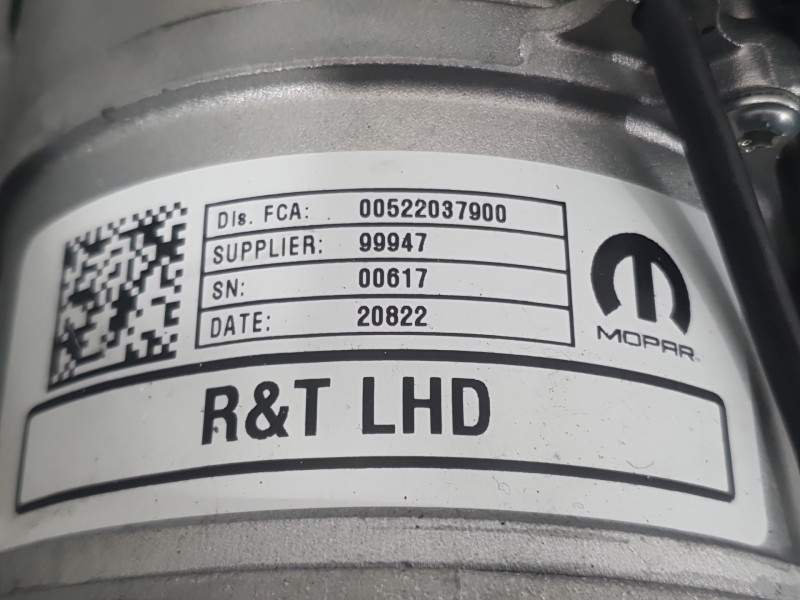 DIs. FCA: 00522037900
SUPPLIER: 99947
SN: 00617
DATE: 20822
MOPAR
R&T LHD